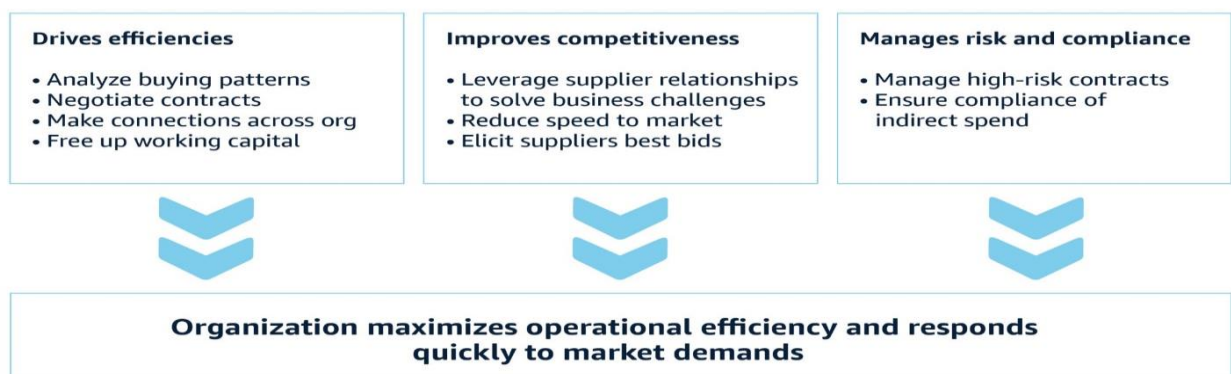 Drives efficiencies
• Analyze buying patterns
• Negotiate contracts
• Make connections across org
• Free up working capital
Improves competitiveness
• Leverage supplier relationships
to solve business challenges
• Reduce speed to market
• Elicit suppliers best bids
Manages risk and compliance
• Manage high-risk contracts
• Ensure compliance of
indirect spend
Organization maximizes operational efficiency and responds
quickly to market demands